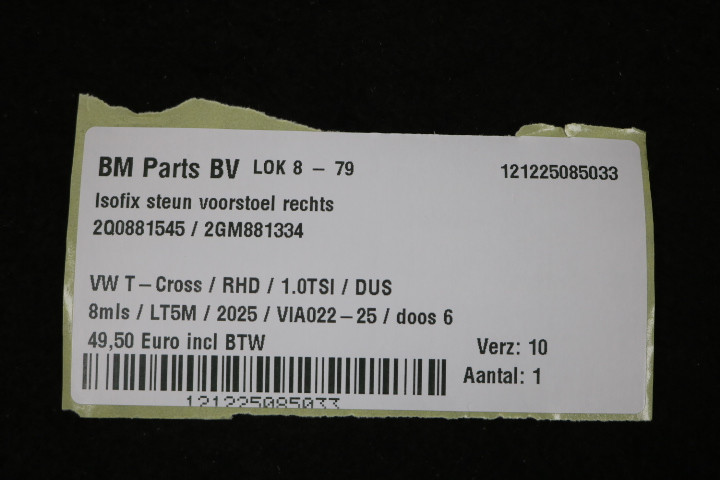 BM Parts BV LOK 8 - 79 121225085033
Isofix steun voorstoel rechts
2Q0881545 / 2GM881334
VW T-Cross / RHD / 1.0TSI / DUS
8mls / LT5M / 2025 / VIA022-25 / doos 6
49,50 Euro incl BTW Verz: 10
Aantal: 1
121225085033